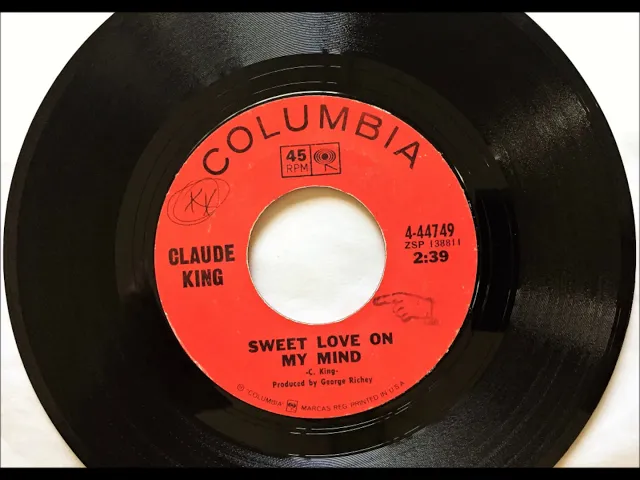 COLUMBIA
45
RPM
XX
4-44749
ZSP 138811
2:39
CLAUDE
KING
SWEET LOVE ON
MY MIND
-C. King-
Produced by George Richey
® "COLUMBIA" MARCAS REG. PRINTED IN U.S.A.